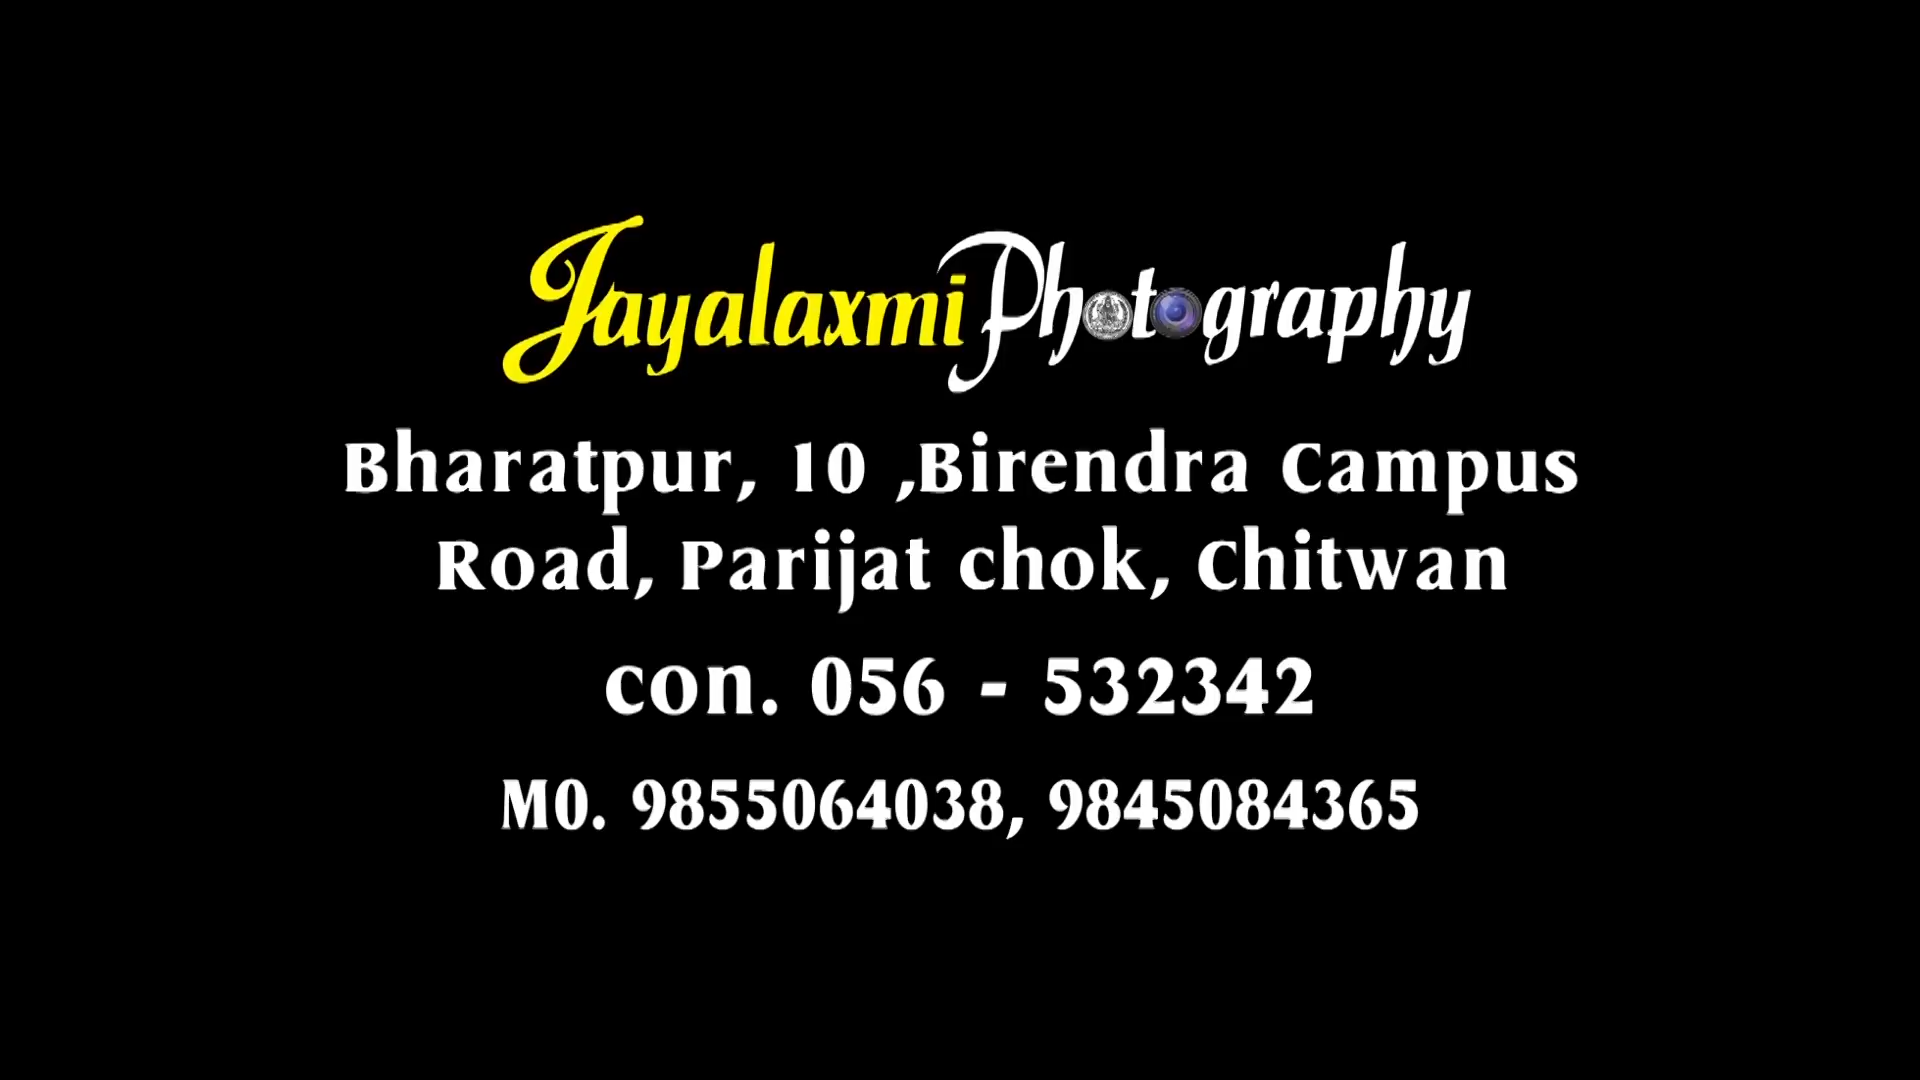 Jayalaxmi Photography
Bharatpur, 10 ,Birendra Campus
Road, Parijat chok, Chitwan
con. 056 - 532342
M0. 9855064038, 9845084365